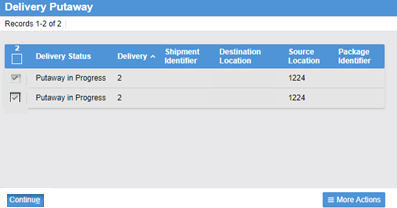 Delivery Putaway
Records 1-2 of 2
2
Delivery Status Delivery Shipment Identifier Destination Location Source Location Package Identifier
Putaway in Progress 2 1224
Putaway in Progress 2 1224
Continue More Actions